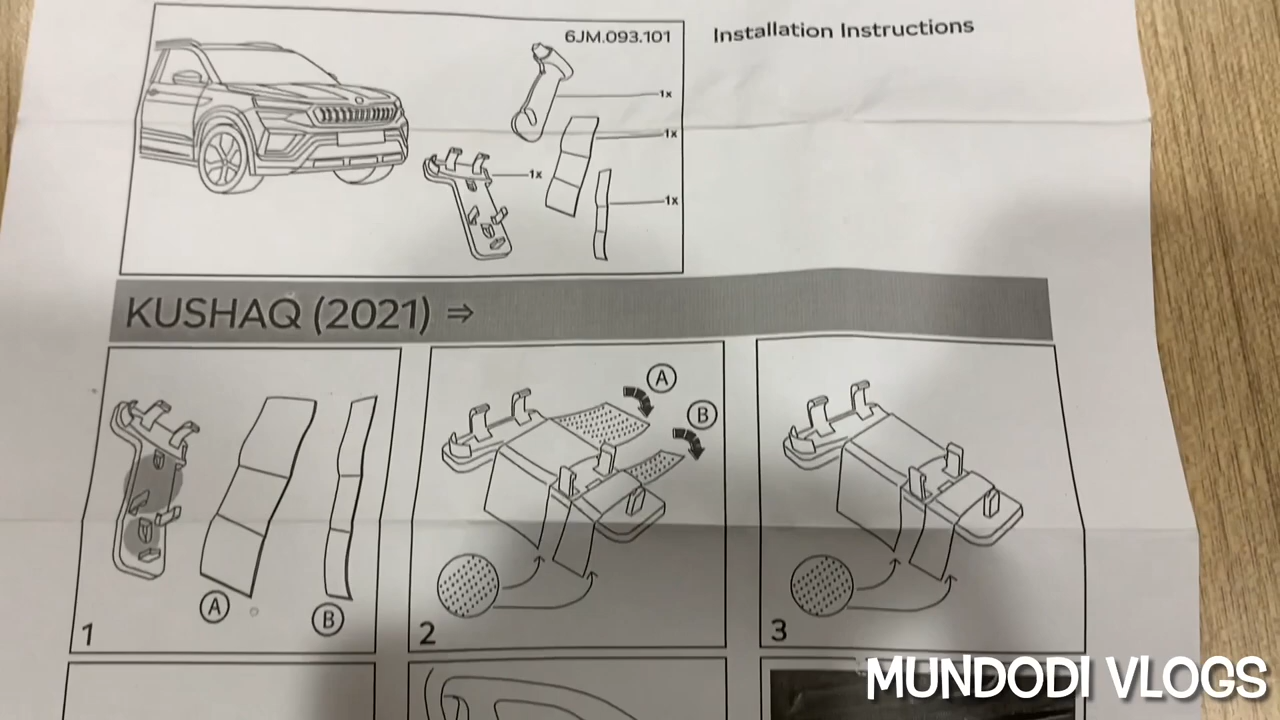 6JM.093.101
Installation Instructions
1x
1x
1x
1x
KUSHAQ (2021) ⇒
A
B
A
B
1
2
3
MUNDODI VLOGS